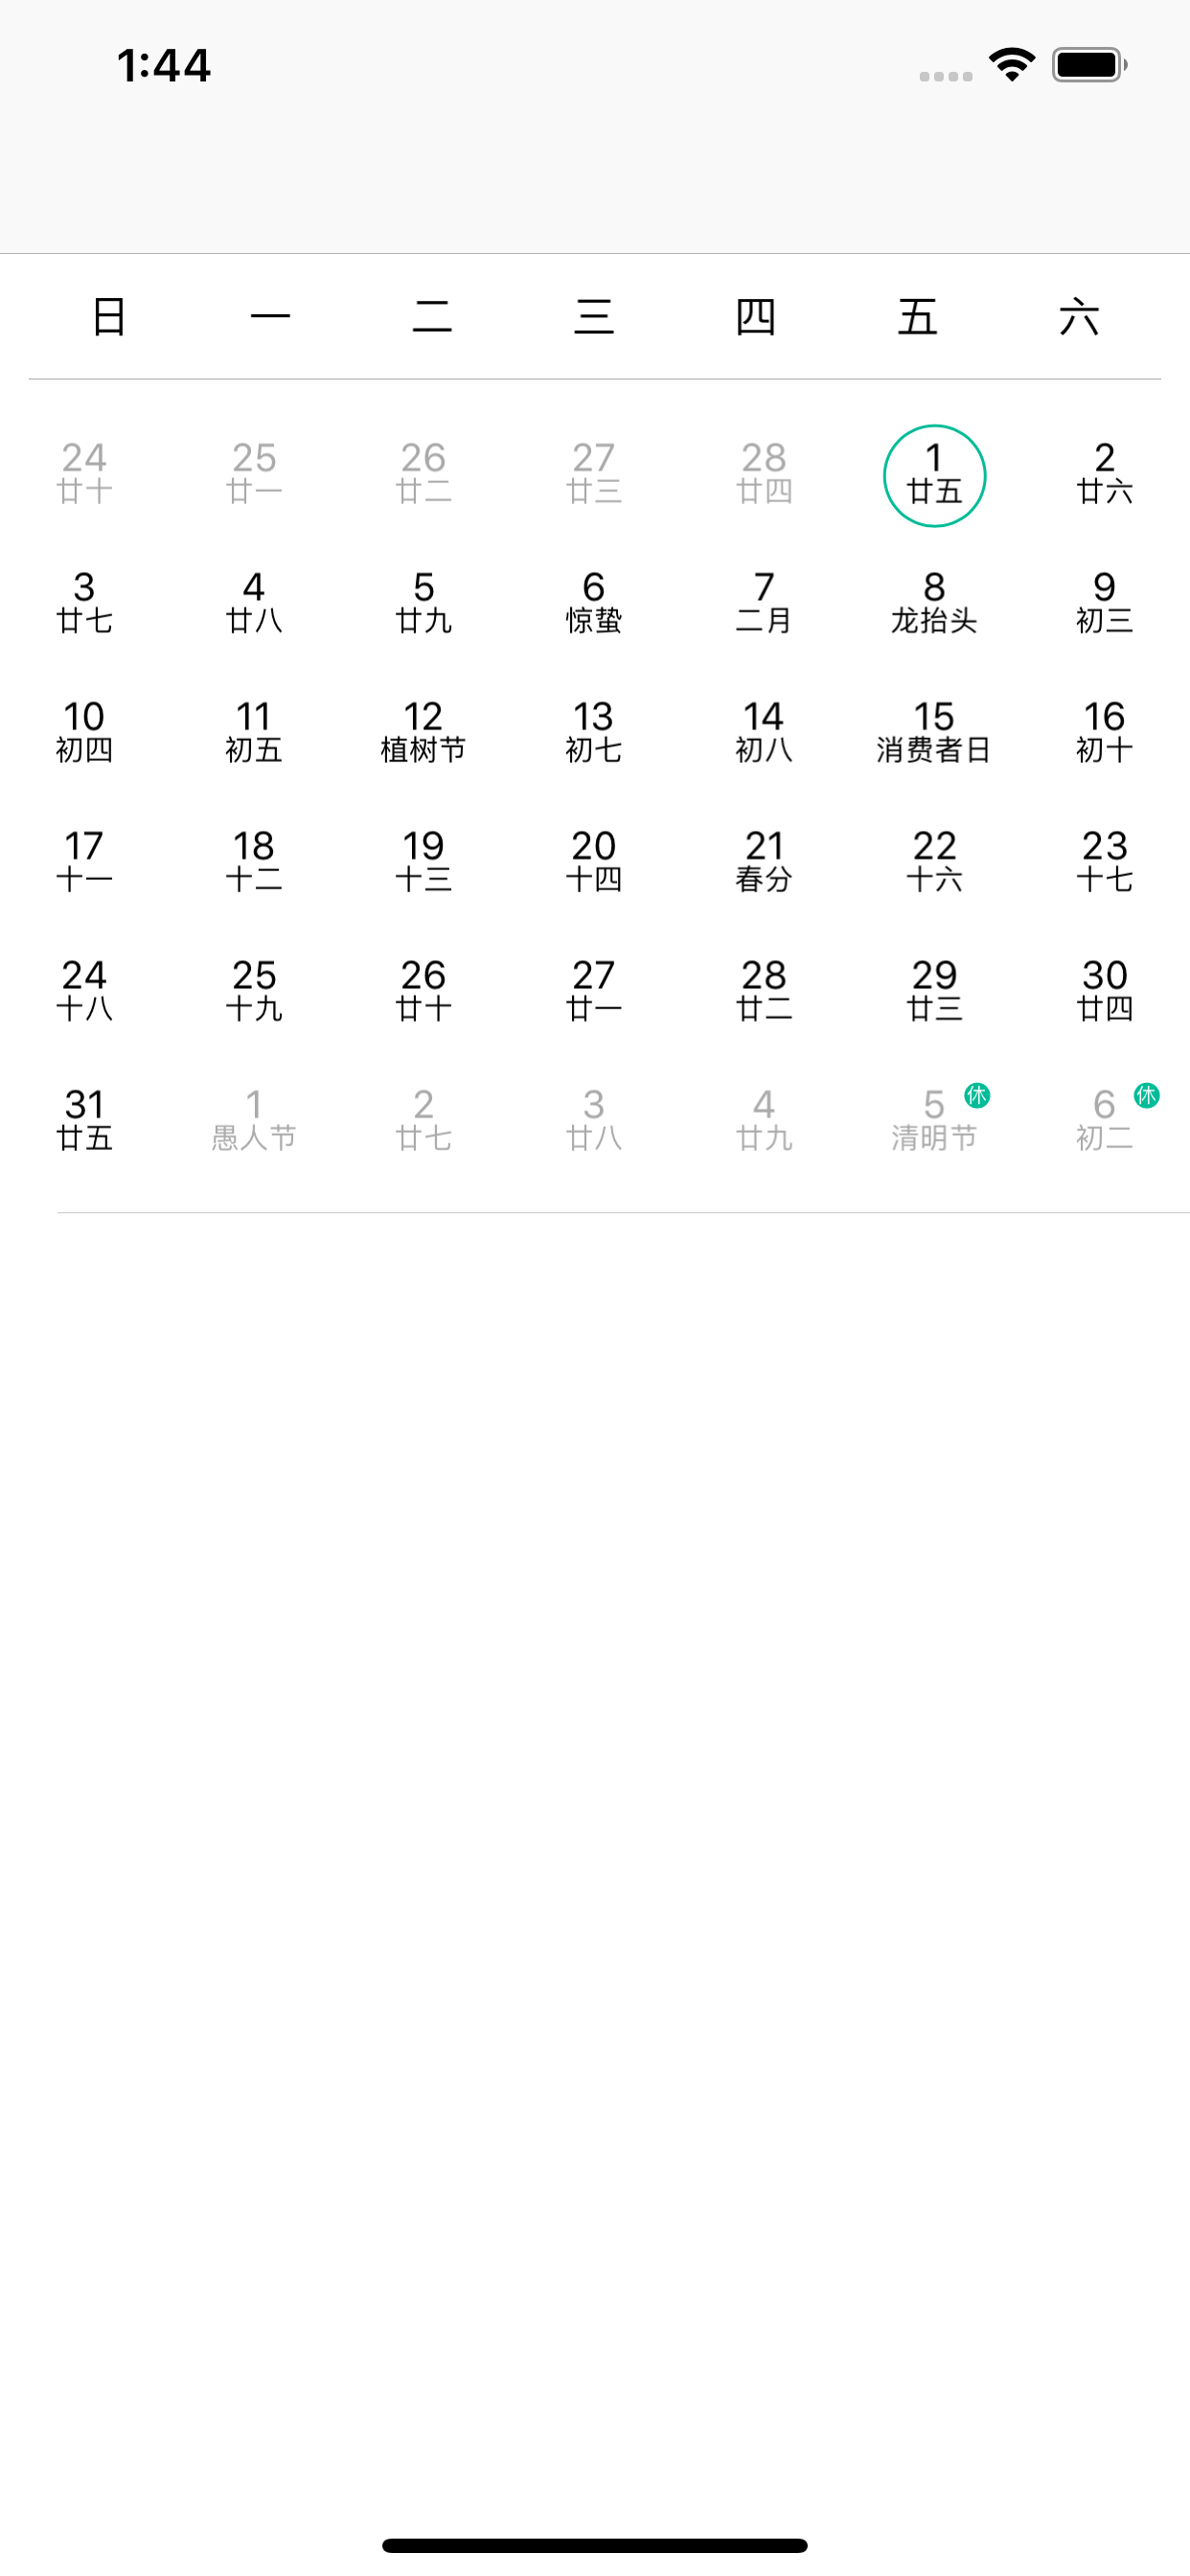 1:44
日 一 二 三 四 五 六
24 25 26 27 28 1 2
廿十 廿一 廿二 廿三 廿四 廿五 廿六
3 4 5 6 7 8 9
廿七 廿八 廿九 惊蛰 二月 龙抬头 初三
10 11 12 13 14 15 16
初四 初五 植树节 初七 初八 消费者日 初十
17 18 19 20 21 22 23
十一 十二 十三 十四 春分 十六 十七
24 25 26 27 28 29 30
十八 十九 廿十 廿一 廿二 廿三 廿四
31 1 2 3 4 5 休 6 休
廿五 愚人节 廿七 廿八 廿九 清明节 初二